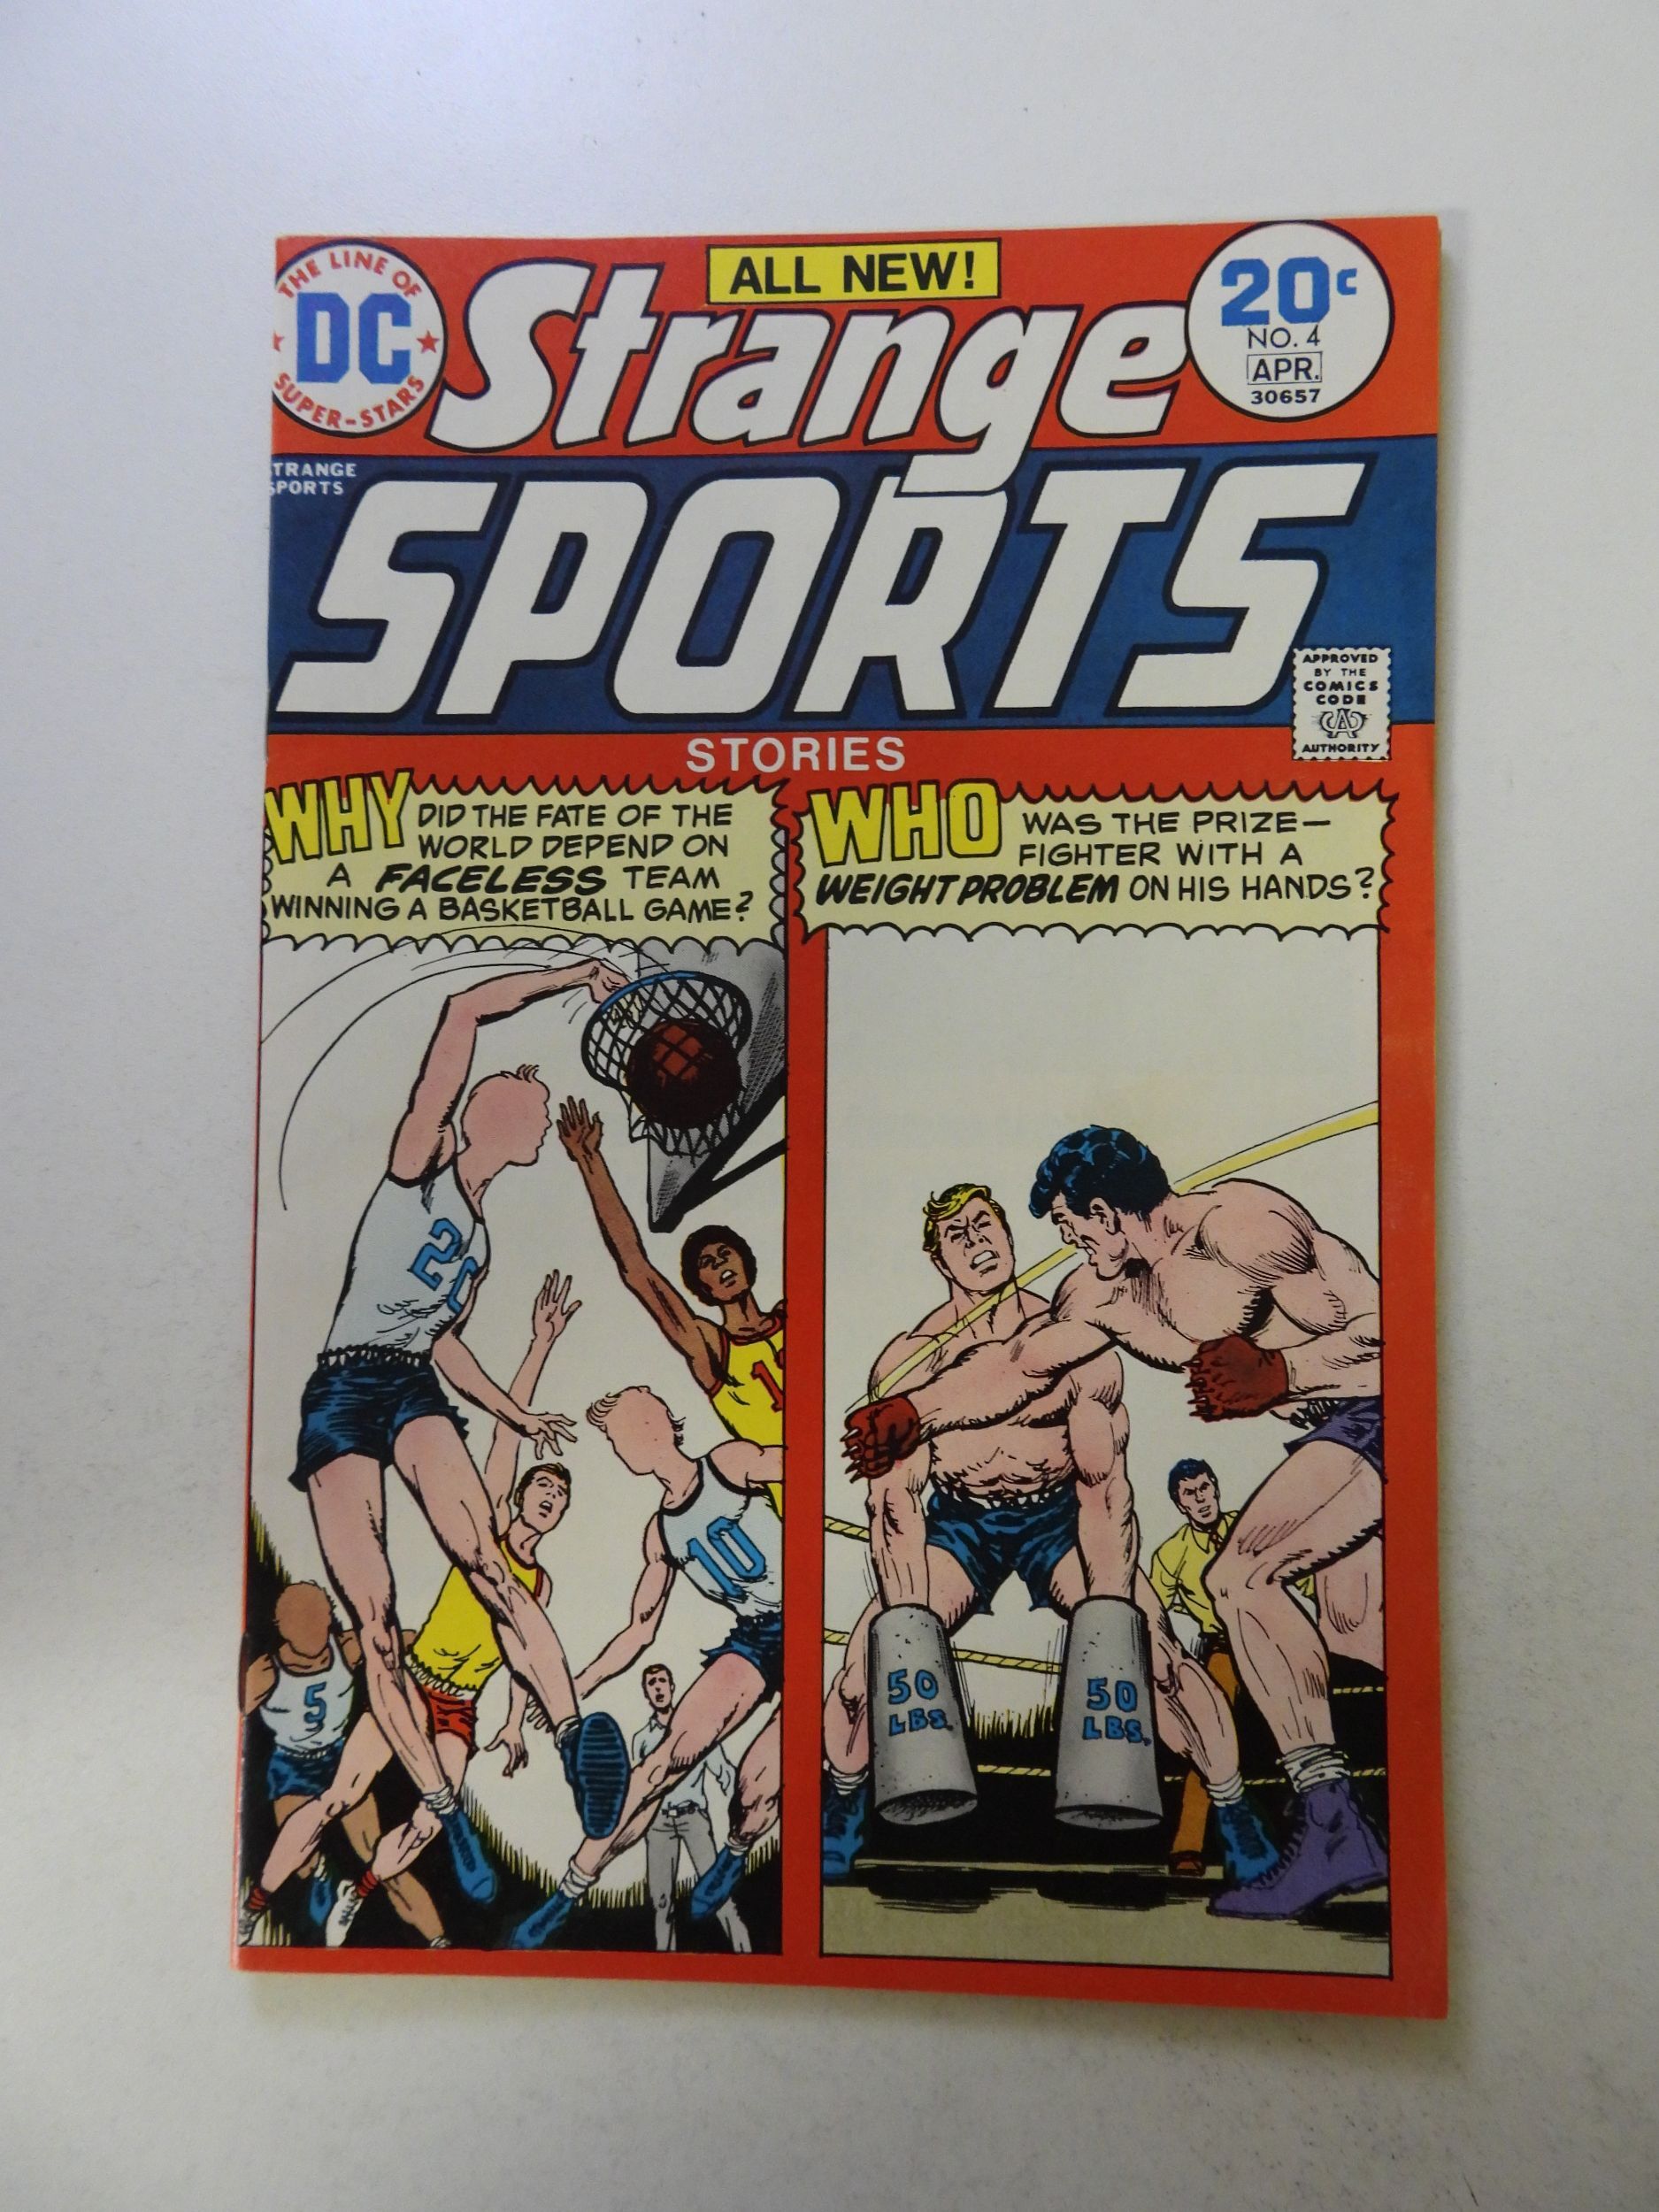 ALL NEW!
THE LINE OF
DC
SUPER-STARS
Strange
20c
NO. 4
APR.
30657
TRANGE
SPORTS
SPORTS
APPROVED
BY THE
COMICS
CODE
CA
AUTHORITY
STORIES
WHY DID THE FATE OF THE
WORLD DEPEND ON
A FACELESS TEAM
WINNING A BASKETBALL GAME?
WHO WAS THE PRIZE—
FIGHTER WITH A
WEIGHT PROBLEM ON HIS HANDS?
10
5
50
LBS.
50
LBS.